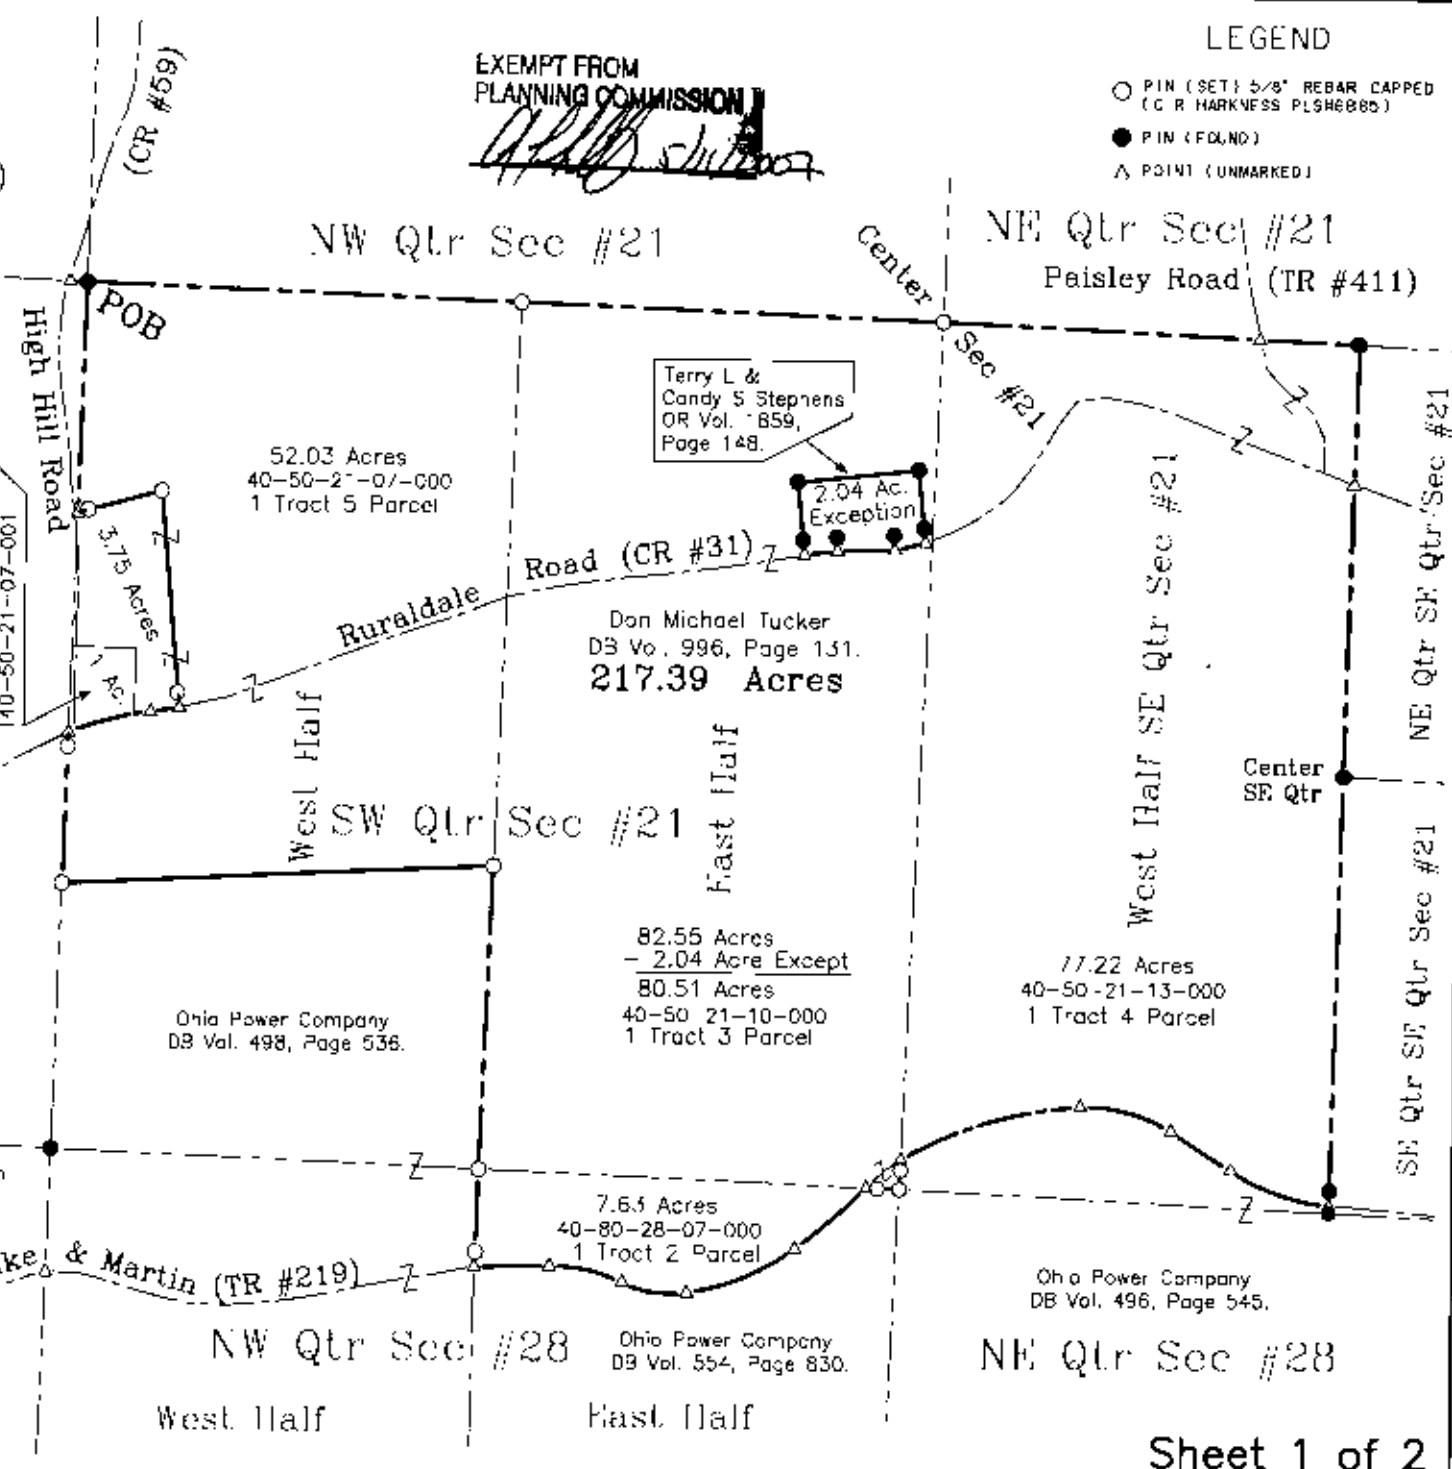 LEGEND
PIN (SET) 5/8" REBAR CAPPED
(C R HARKNESS PLS#6885)
PIN (FOUND)
POINT (UNMARKED)
EXEMPT FROM
PLANNING COMMISSION
(CR #59)
NW Qtr Sec #21
NE Qtr Sec #21
Paisley Road (TR #411)
Center
Sec #21
POB
High Hill Road
Terry L &
Candy S Stephens
OR Vol. 1859,
Page 148.
2.04 Ac.
Exception
52.03 Acres
40-50-21-07-000
1 Tract 5 Parcel
3.75 Acres
1
AC.
40-50-21-07-001
Ruraldale Road (CR #31)
Don Michael Tucker
DB Vol. 996, Page 131.
217.39 Acres
West Half
East Half
SW Qtr Sec #21
West Half SE Qtr Sec #21
NE Qtr SE Qtr Sec #21
Center
SE Qtr
SE Qtr SE Qtr Sec #21
82.55 Acres
- 2.04 Acre Except
80.51 Acres
40-50 21-10-000
1 Tract 3 Parcel
77.22 Acres
40-50-21-13-000
1 Tract 4 Parcel
Ohio Power Company
DB Vol. 498, Page 536.
7.63 Acres
40-80-28-07-000
1 Tract 2 Parcel
& Martin (TR #219)
Ohio Power Company
DB Vol. 496, Page 545.
NW Qtr Sec #28
Ohio Power Company
DB Vol. 554, Page 830.
NE Qtr Sec #28
West Half
East Half
Sheet 1 of 2